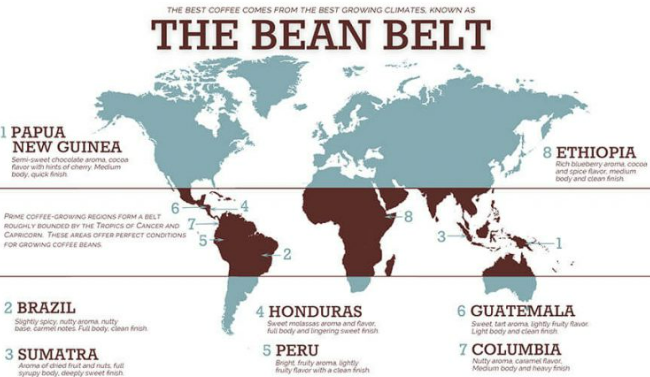 THE BEST COFFEE COMES FROM THE BEST GROWING CLIMATES, KNOWN AS
THE BEAN BELT
1 PAPUA
NEW GUINEA
Semi-sweet chocolate aroma, cocoa
flavor with hints of cherry. Medium
body, quick finish.
8 ETHIOPIA
Rich blueberry aroma, cocoa
and spice flavor, medium
body and clean finish.
6
4
7
8
PRIME COFFEE-GROWING REGIONS FORM A BELT
ROUGHLY BOUNDED BY THE TROPICS OF CANCER AND
CAPRICORN. THESE AREAS OFFER PERFECT CONDITIONS
FOR GROWING COFFEE BEANS.
5
3
1
2
2 BRAZIL
Slightly spicy, nutty aroma, nutty
base, carmel notes. Full body, clean finish.
4 HONDURAS
Sweet molassas aroma and flavor,
full body and lingering sweet finish
6 GUATEMALA
Sweet, tart aroma, lightly fruity flavor.
Light body and clean finish.
3 SUMATRA
Aroma of dried fruit and nuts, full
syrupy body, deeply sweet finish.
5 PERU
Bright, fruity aroma, lightly
fruity flavor with a clean finish.
7 COLUMBIA
Nutty aroma, caramel flavor,
Medium body and heavy finish